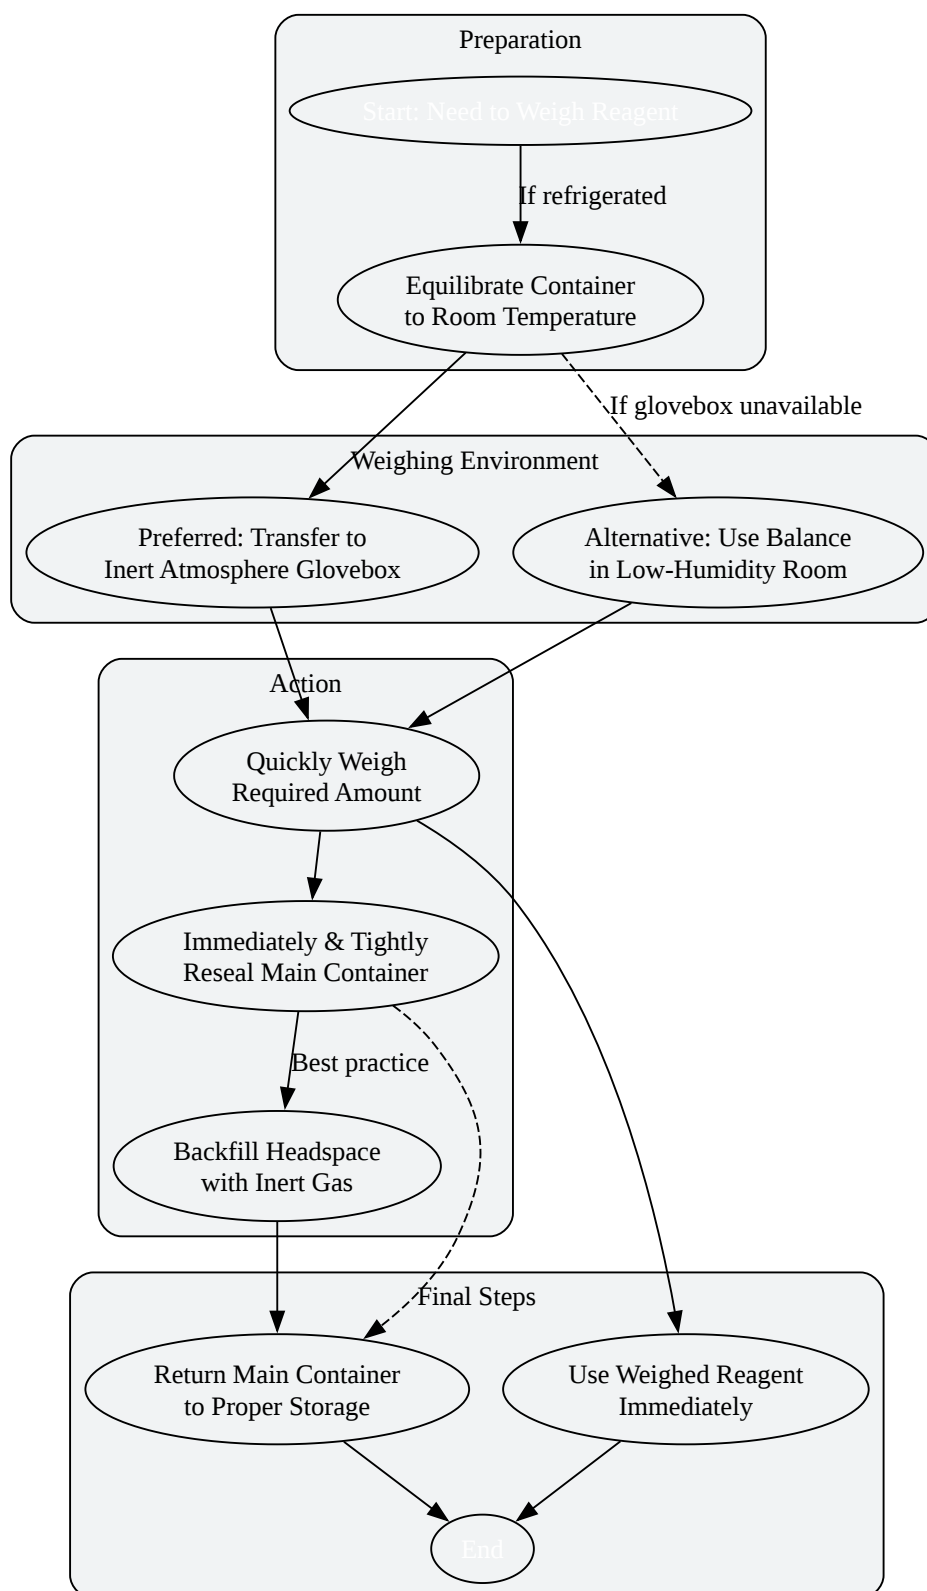 Preparation
Start: Need to Weigh Reagent
If refrigerated
Equilibrate Container
to Room Temperature
If glovebox unavailable
Weighing Environment
Preferred: Transfer to
Inert Atmosphere Glovebox
Alternative: Use Balance
in Low-Humidity Room
Action
Quickly Weigh
Required Amount
Immediately & Tightly
Reseal Main Container
Best practice
Backfill Headspace
with Inert Gas
Final Steps
Return Main Container
to Proper Storage
Use Weighed Reagent
Immediately
End